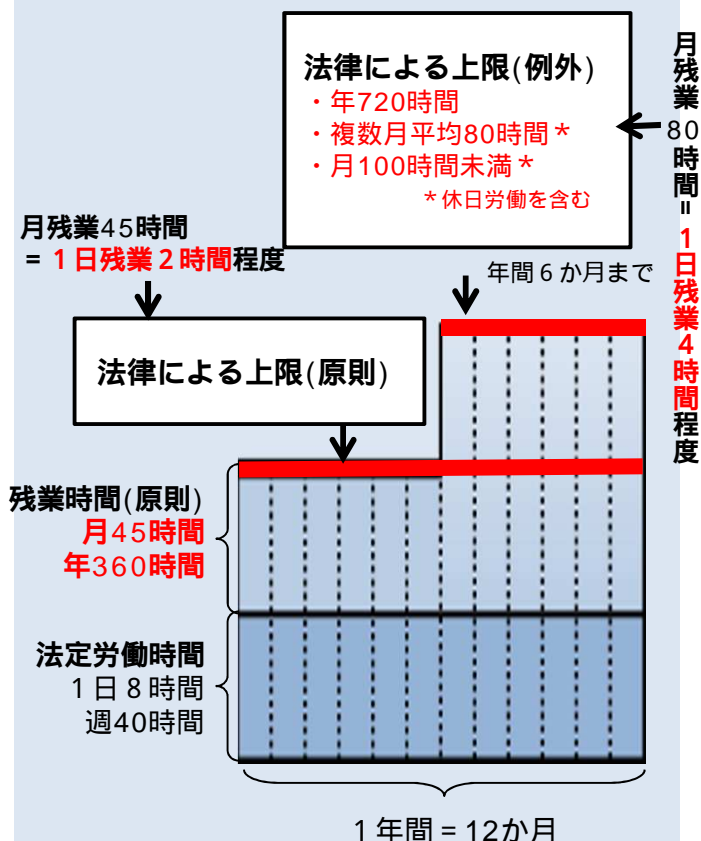 法律による上限(例外)
・年720時間
・複数月平均80時間＊
・月100時間未満＊
＊休日労働を含む
月残業80時間＝1日残業4時間程度
月残業45時間
=１日残業２時間程度
年間６か月まで
法律による上限(原則)
残業時間(原則)
月45時間
年360時間
法定労働時間
１日８時間
週40時間
１年間＝12か月